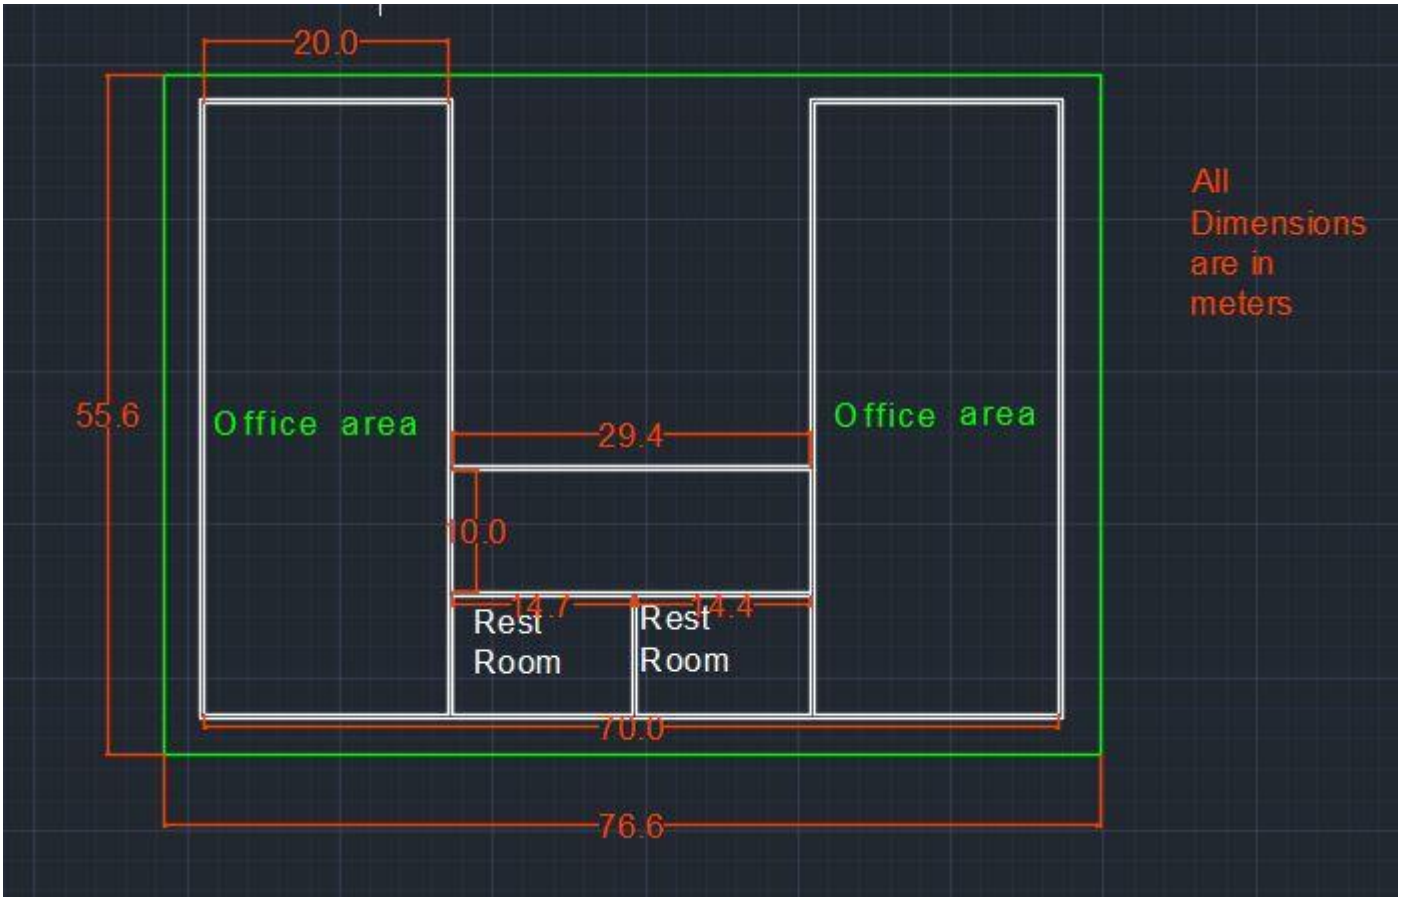 20.0
All
Dimensions
are in
meters
55.6
Office area
Office area
29.4
10.0
14.7
14.4
Rest
Room
Rest
Room
70.0
76.6